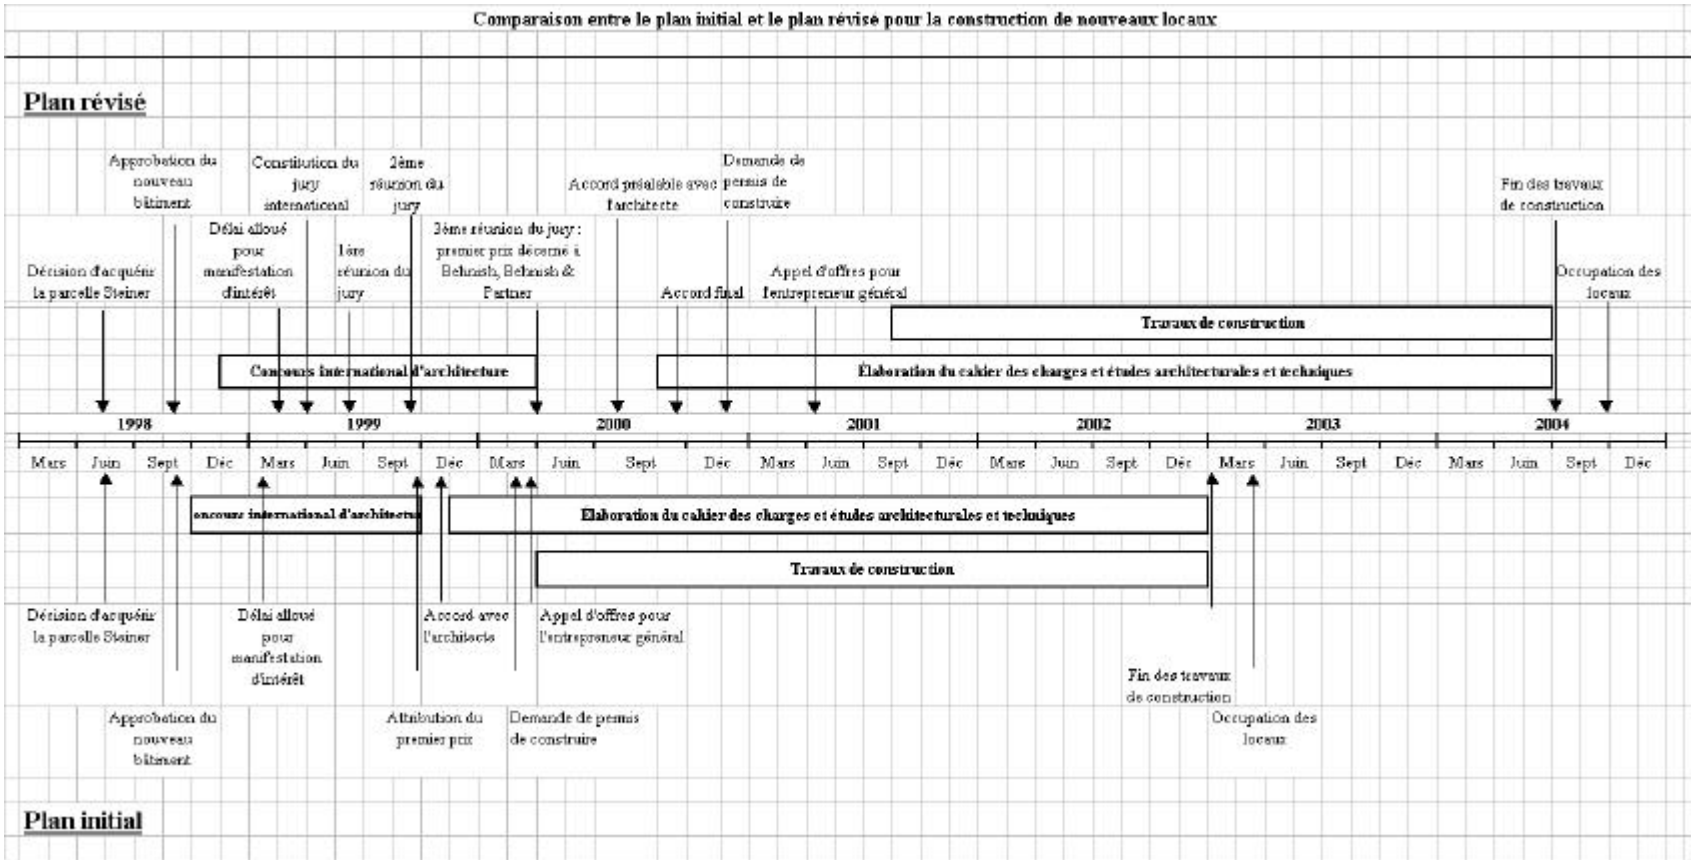 Comparaison entre le plan initial et le plan révisé pour la construction de nouveaux locaux
Plan révisé
Approbation du
nouveau
bâtiment
Constitution du
jury
international
2ème
réunion du
jury
Accord préalable avec
l'architecte
Demande de
permis de
construire
Fin des travaux
de construction
Décision d'acquérir
la parcelle Steiner
Délai alloué
pour
manifestation
d'intérêt
1ère
réunion du
jury
3ème réunion du jury :
premier prix décerné à
Behnish, Behnish &
Partner
Accord final
Appel d'offres pour
l'entrepreneur général
Occupation des
locaux
Travaux de construction
Concours international d'architecture
Élaboration du cahier des charges et études architecturales et techniques
1998 1999 2000 2001 2002 2003 2004
Mars Juin Sept Déc Mars Juin Sept Déc Mars Juin Sept Déc Mars Juin Sept Déc Mars Juin Sept Déc Mars Juin Sept Déc Mars Juin Sept Déc
oncours international d'architectu
Élaboration du cahier des charges et études architecturales et techniques
Travaux de construction
Décision d'acquérir
la parcelle Steiner
Délai alloué
pour
manifestation
d'intérêt
Accord avec
l'architecte
Appel d'offres pour
l'entrepreneur général
Fin des travaux
de construction
Approbation du
nouveau
bâtiment
Attribution du
premier prix
Demande de permis
de construire
Occupation des
locaux
Plan initial